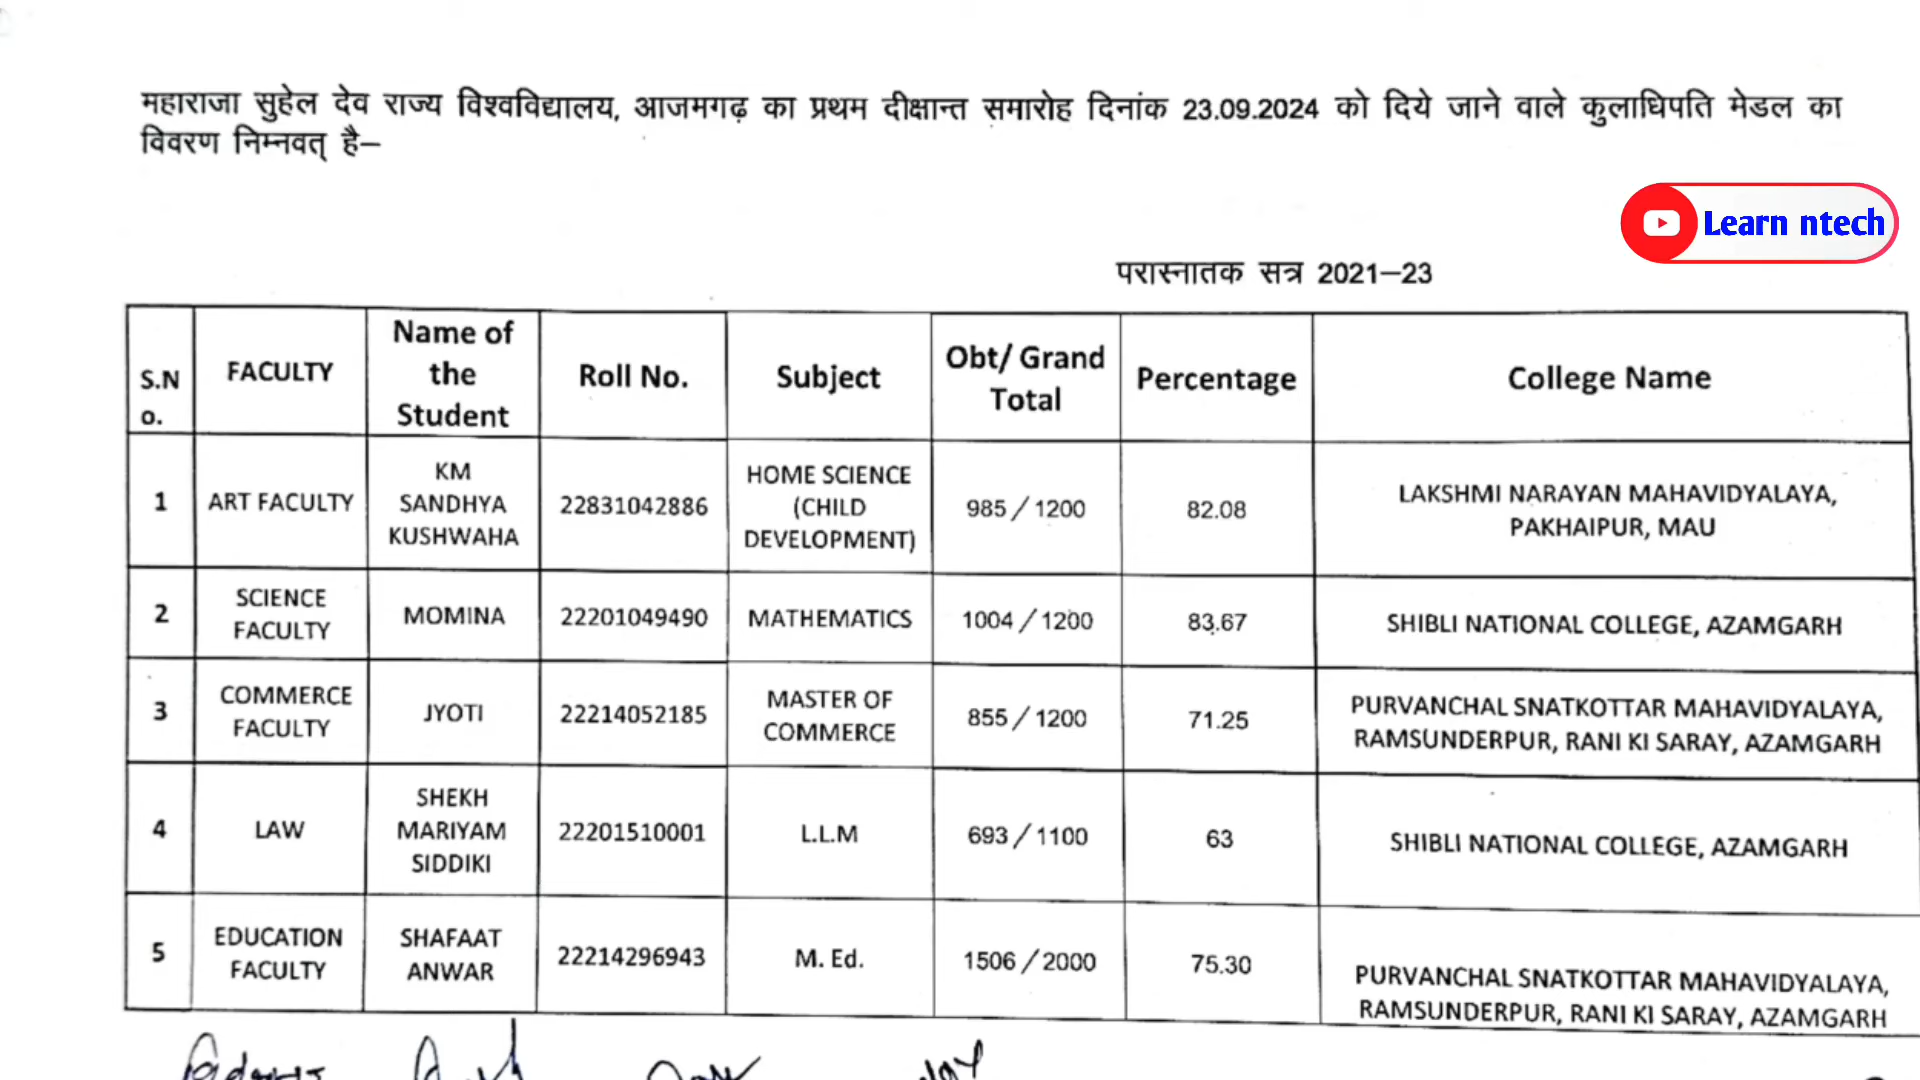 महाराजा सुहेल देव राज्य विश्वविद्यालय, आजमगढ़ का प्रथम दीक्षान्त समारोह दिनांक 23.09.2024 को दिये जाने वाले कुलाधिपति मेडल का
विवरण निम्नवत् है–
Learn ntech
परास्नातक सत्र 2021–23
S.N
o.
FACULTY
Name of
the
Student
Roll No.
Subject
Obt/ Grand
Total
Percentage
College Name
1
ART FACULTY
KM
SANDHYA
KUSHWAHA
22831042886
HOME SCIENCE
(CHILD
DEVELOPMENT)
985 / 1200
82.08
LAKSHMI NARAYAN MAHAVIDYALAYA,
PAKHAIPUR, MAU
2
SCIENCE
FACULTY
MOMINA
22201049490
MATHEMATICS
1004 / 1200
83.67
SHIBLI NATIONAL COLLEGE, AZAMGARH
3
COMMERCE
FACULTY
JYOTI
22214052185
MASTER OF
COMMERCE
855 / 1200
71.25
PURVANCHAL SNATKOTTAR MAHAVIDYALAYA,
RAMSUNDERPUR, RANI KI SARAY, AZAMGARH
4
LAW
SHEKH
MARIYAM
SIDDIKI
22201510001
L.L.M
693 / 1100
63
SHIBLI NATIONAL COLLEGE, AZAMGARH
5
EDUCATION
FACULTY
SHAFAAT
ANWAR
22214296943
M. Ed.
1506 / 2000
75.30
PURVANCHAL SNATKOTTAR MAHAVIDYALAYA,
RAMSUNDERPUR, RANI KI SARAY, AZAMGARH